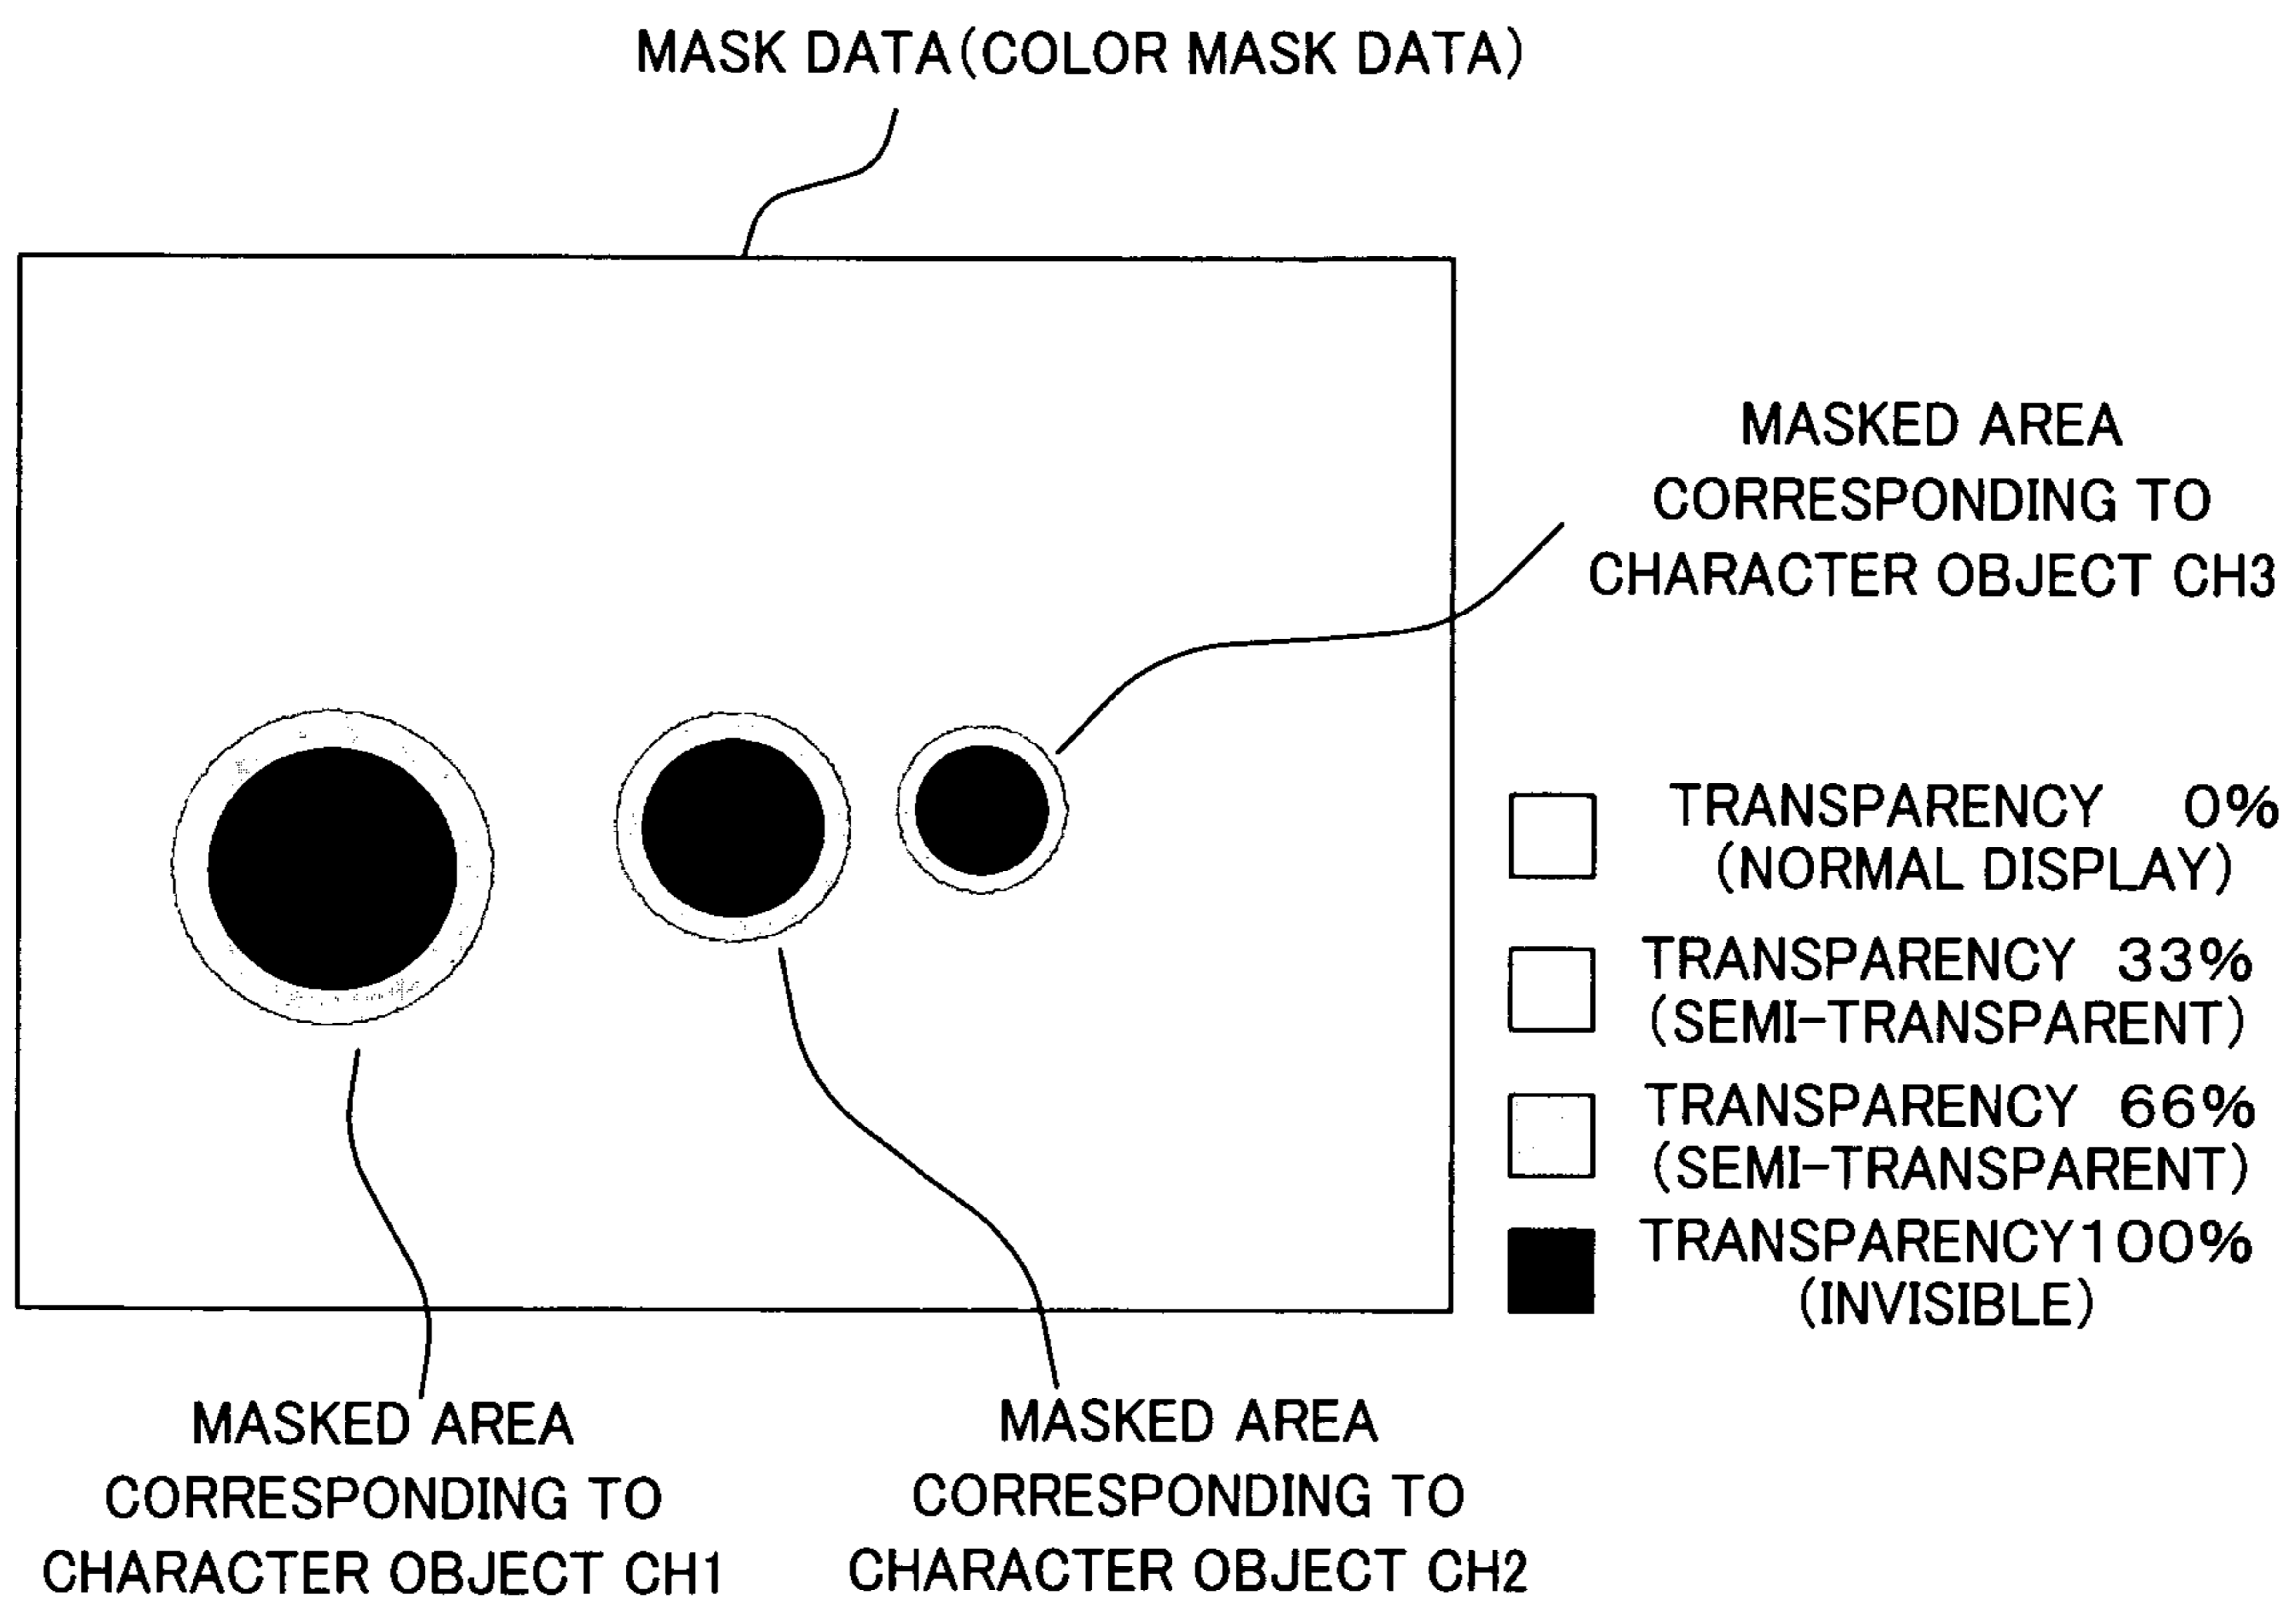 MASK DATA(COLOR MASK DATA)
MASKED AREA
CORRESPONDING TO
CHARACTER OBJECT CH3
TRANSPARENCY 0%
(NORMAL DISPLAY)
TRANSPARENCY 33%
(SEMI-TRANSPARENT)
TRANSPARENCY 66%
(SEMI-TRANSPARENT)
TRANSPARENCY100%
(INVISIBLE)
MASKED AREA
CORRESPONDING TO
CHARACTER OBJECT CH1
MASKED AREA
CORRESPONDING TO
CHARACTER OBJECT CH2